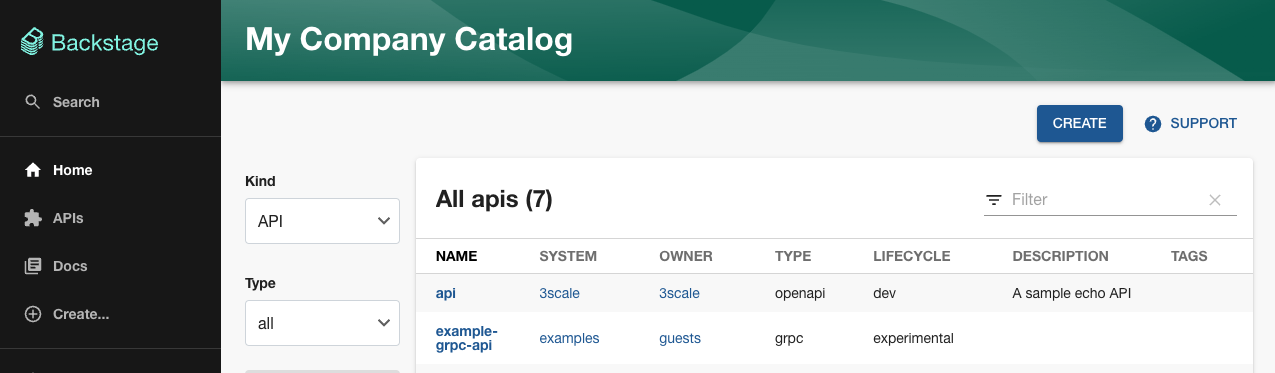 Backstage
Search
Home
APIs
Docs
Create...
My Company Catalog
CREATE
SUPPORT
Kind
API
Type
all
All apis (7)
Filter
NAME SYSTEM OWNER TYPE LIFECYCLE DESCRIPTION TAGS
api 3scale 3scale openapi dev A sample echo API
example-
grpc-api examples guests grpc experimental